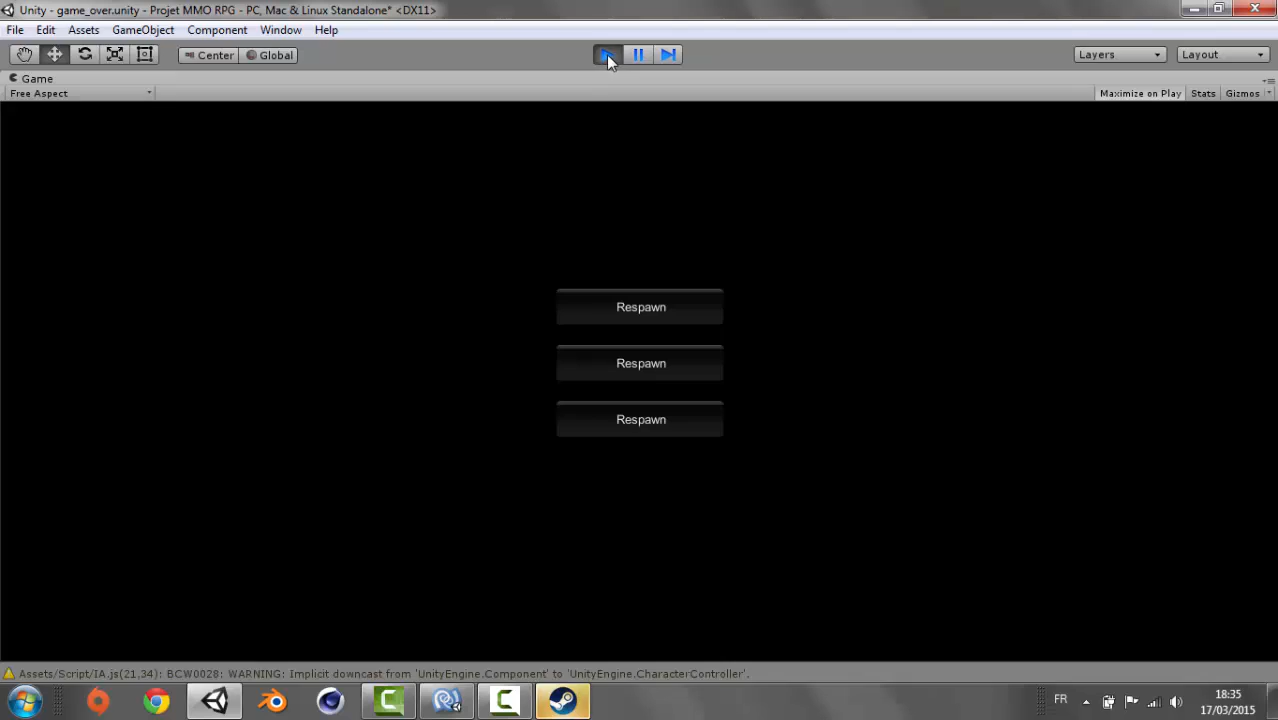 Unity - game_over.unity - Projet MMO RPG - PC, Mac & Linux Standalone* <DX11>
File Edit Assets GameObject Component Window Help
Center Global Layers Layout
Game
Free Aspect Maximize on Play Stats Gizmos
Respawn
Respawn
Respawn
Assets/Script/IA.js(21,34): BCW0028: WARNING: Implicit downcast from 'UnityEngine.Component' to 'UnityEngine.CharacterController'.
FR 18:35
17/03/2015